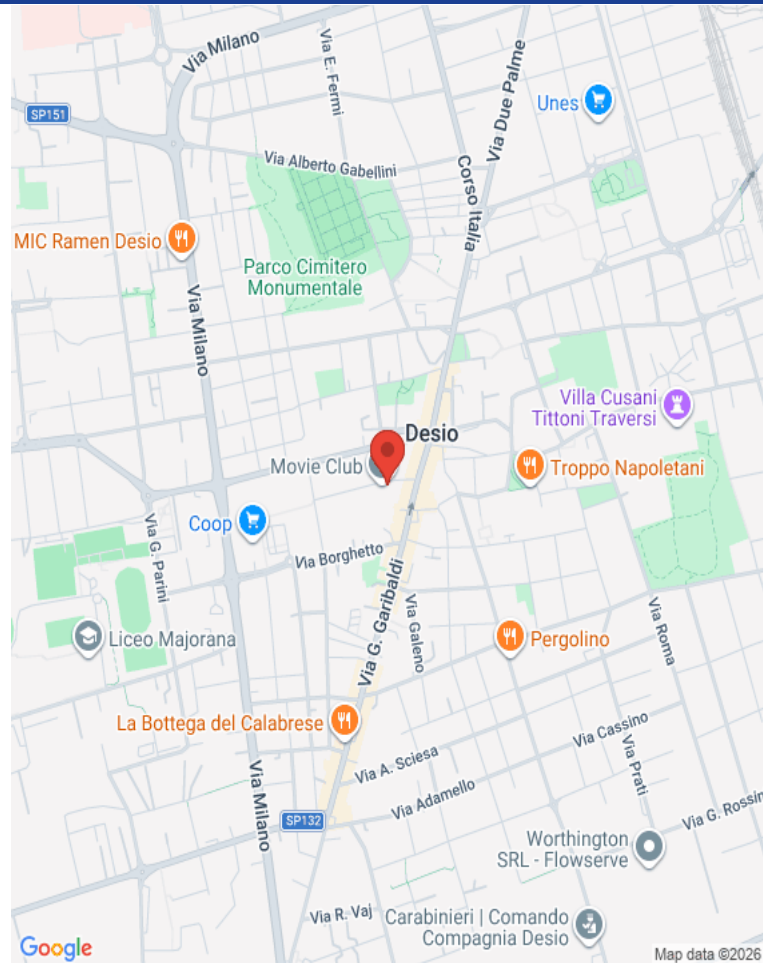 Via Milano
Via E. Fermi
Via Due Palme
Unes
SP151
Via Alberto Gabellini
Corso Italia
MIC Ramen Desio
Parco Cimitero
Monumentale
Via Milano
Villa Cusani
Tittoni Traversi
Desio
Movie Club
Troppo Napoletani
Coop
Via G. Parini
Via Borghetto
Via G. Garibaldi
Via Galeno
Via Roma
Liceo Majorana
Pergolino
La Bottega del Calabrese
Via A. Sciesa
Via Cassino
Via Prati
Via Milano
Via Adamello
SP132
Via G. Rossin
Worthington
SRL - Flowserve
Via R. Vaj
Carabinieri | Comando
Compagnia Desio
Google
Map data ©2026